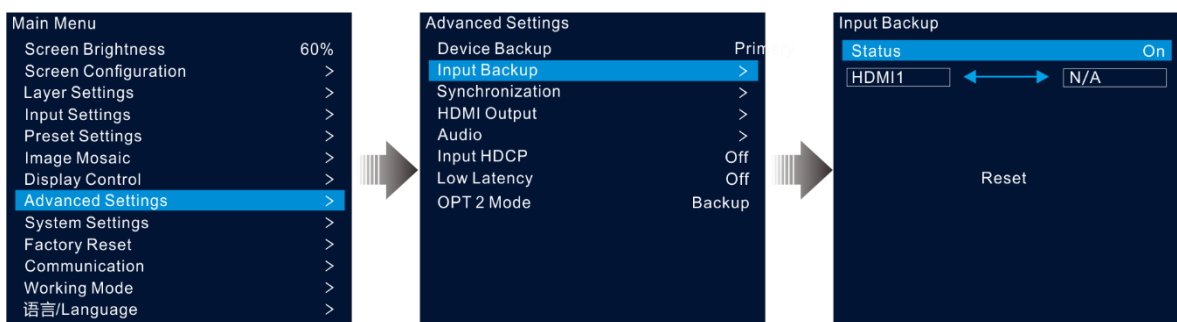 Main Menu
Screen Brightness 60%
Screen Configuration >
Layer Settings >
Input Settings >
Preset Settings >
Image Mosaic >
Display Control >
Advanced Settings >
System Settings >
Factory Reset >
Communication >
Working Mode >
语言/Language >
Advanced Settings
Device Backup Primary
Input Backup >
Synchronization >
HDMI Output >
Audio >
Input HDCP Off
Low Latency Off
OPT 2 Mode Backup
Input Backup
Status On
HDMI1 N/A
Reset